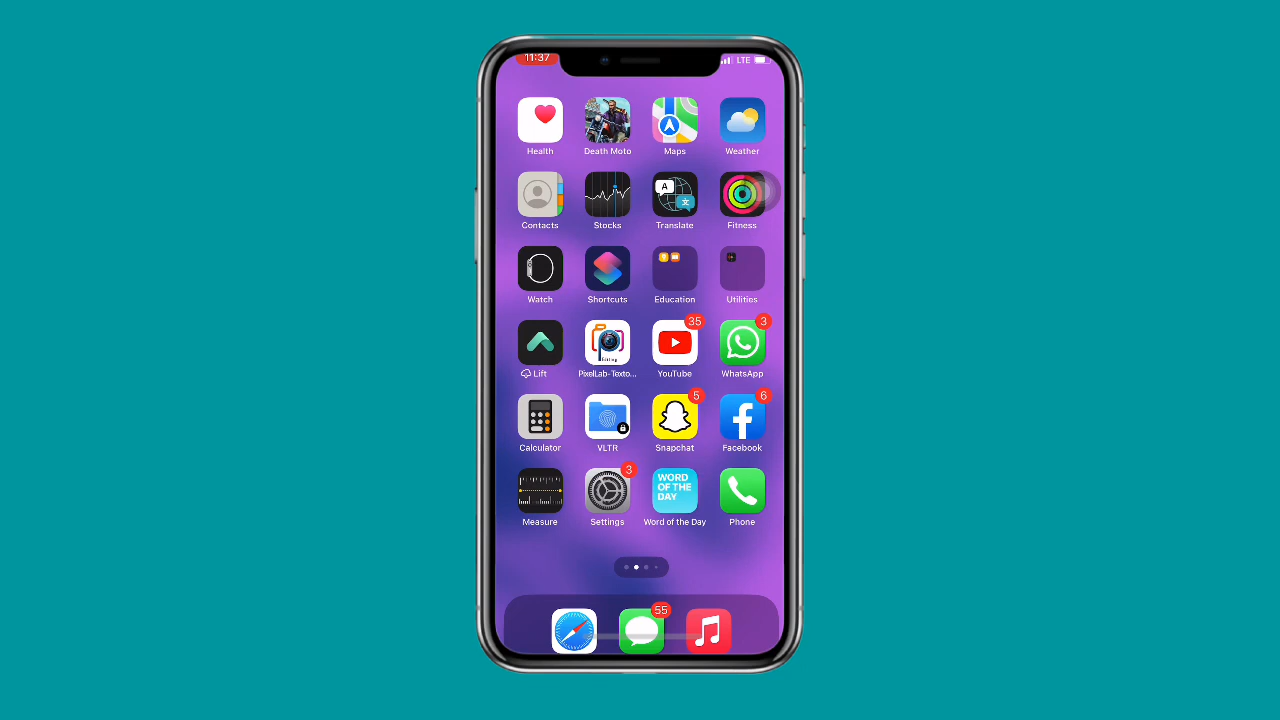 11:37
LTE
Health Death Moto Maps Weather
A
文
Contacts Stocks Translate Fitness
Watch Shortcuts Education Utilities
35
3
Editing
Lift PixelLab-Texto... YouTube WhatsApp
5
6
Calculator VLTR Snapchat Facebook
3
WORD
OF THE
DAY
Measure Settings Word of the Day Phone
55